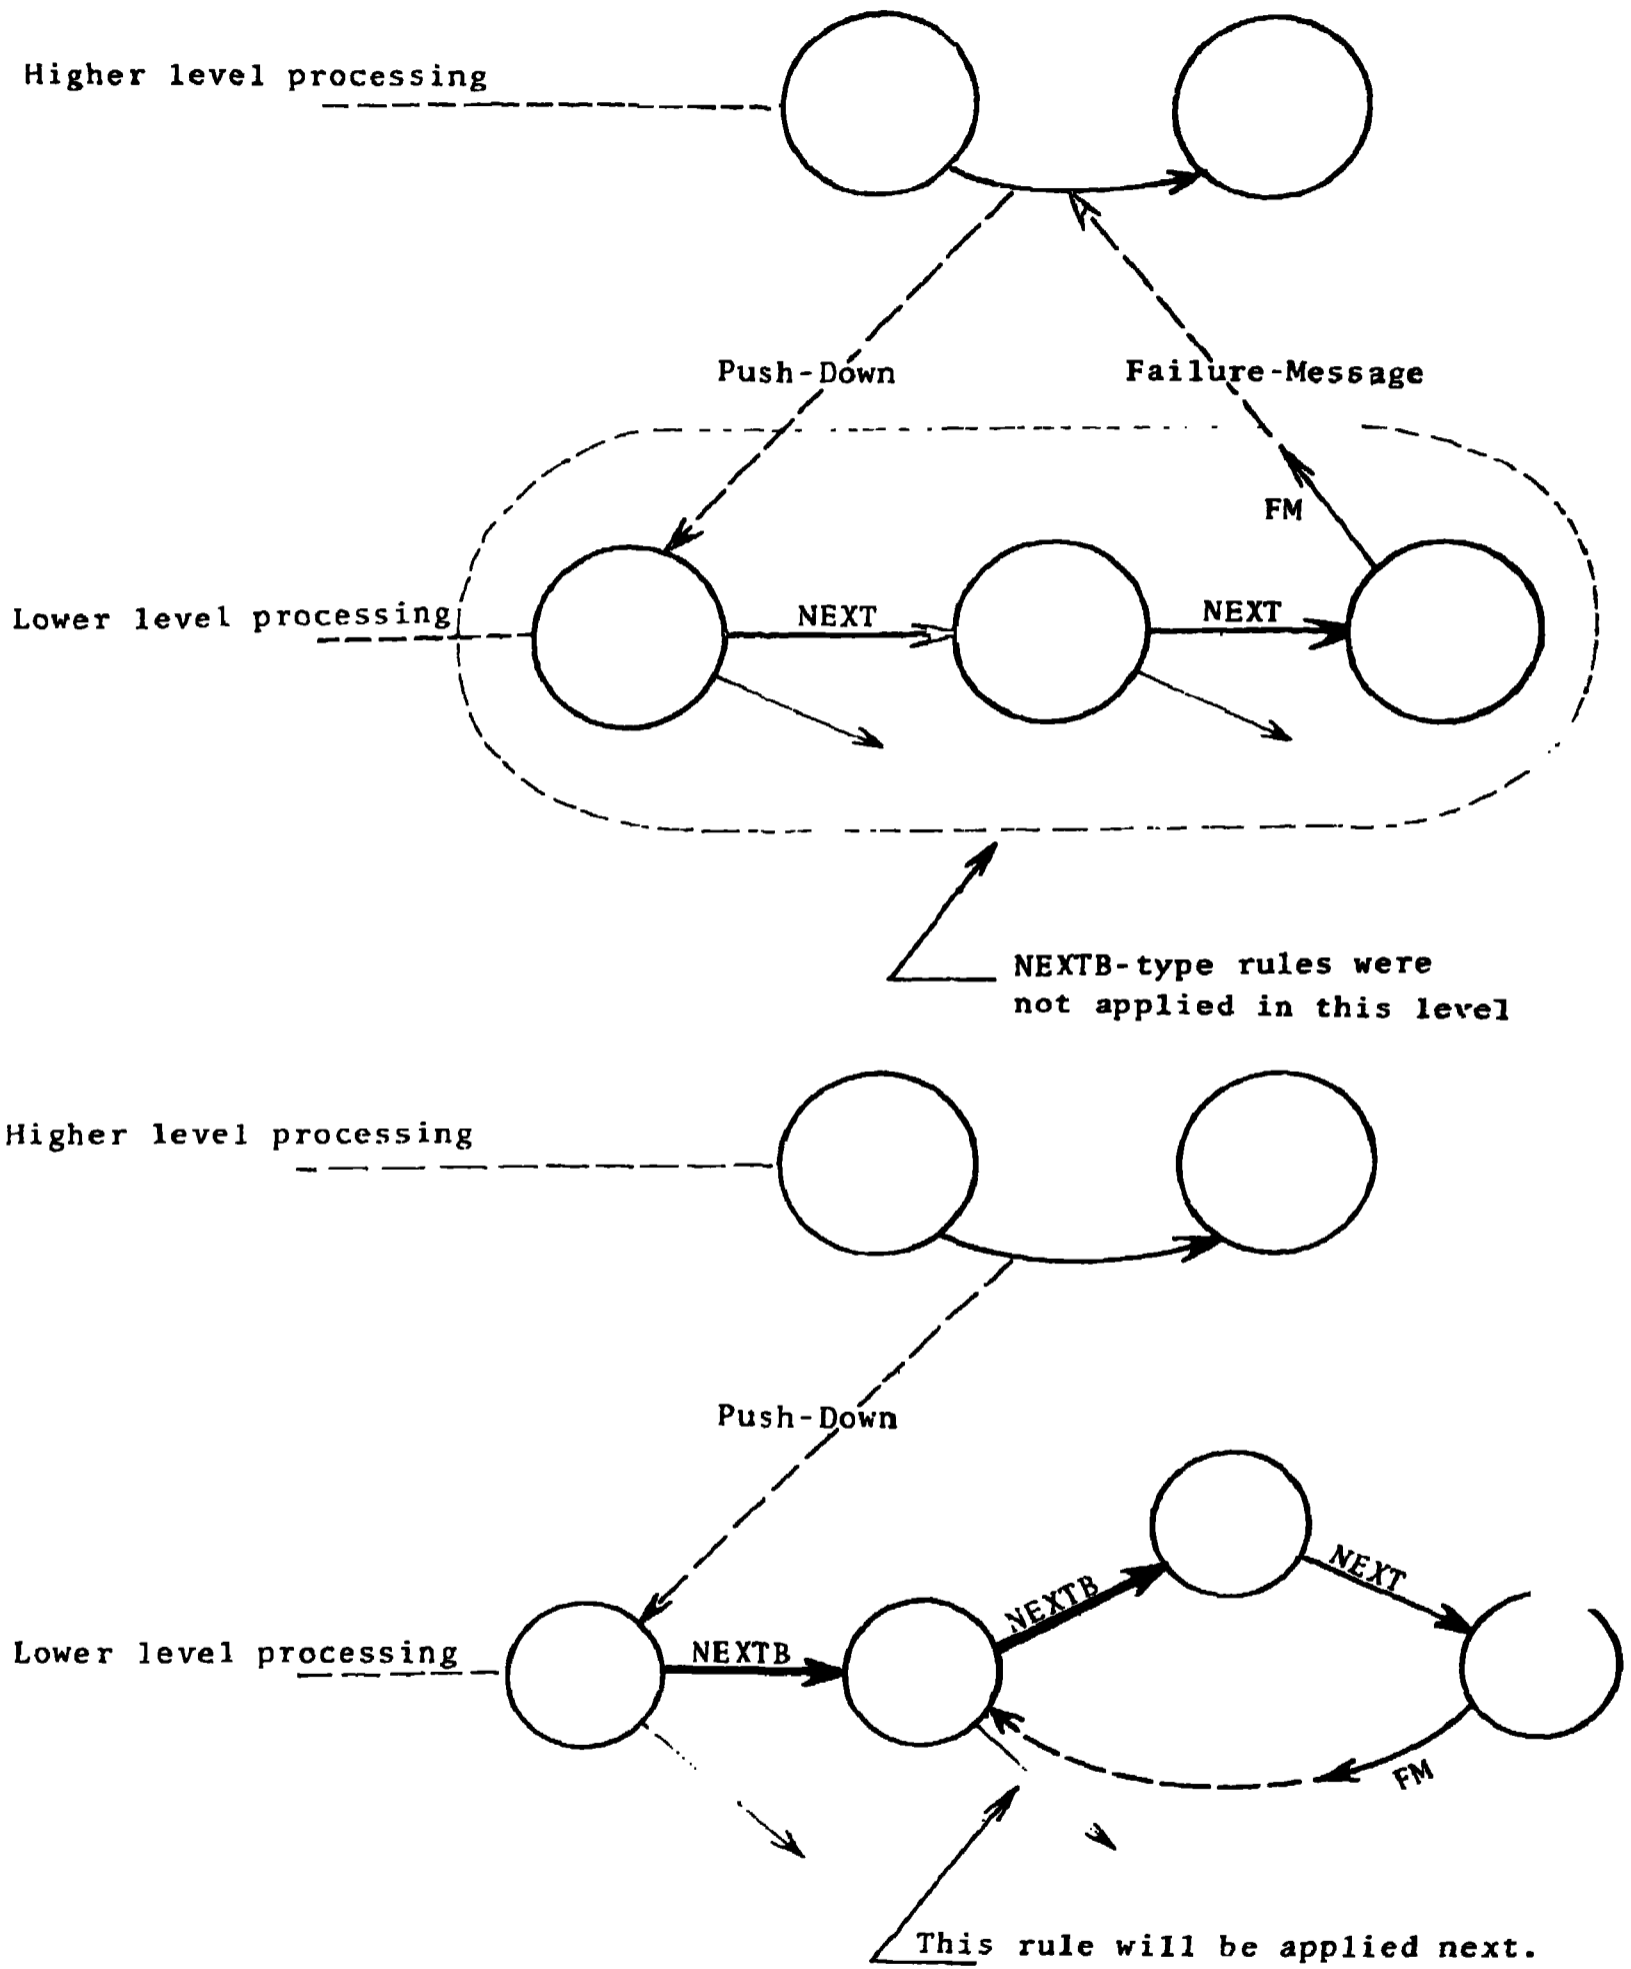 Higher level processing
Push-Down
Failure-Message
FM
Lower level processing
NEXT
NEXT
NEXTB-type rules were
not applied in this level
Higher level processing
Push-Down
NEXTB
NEXT
Lower level processing
NEXTB
FM
This rule will be applied next.